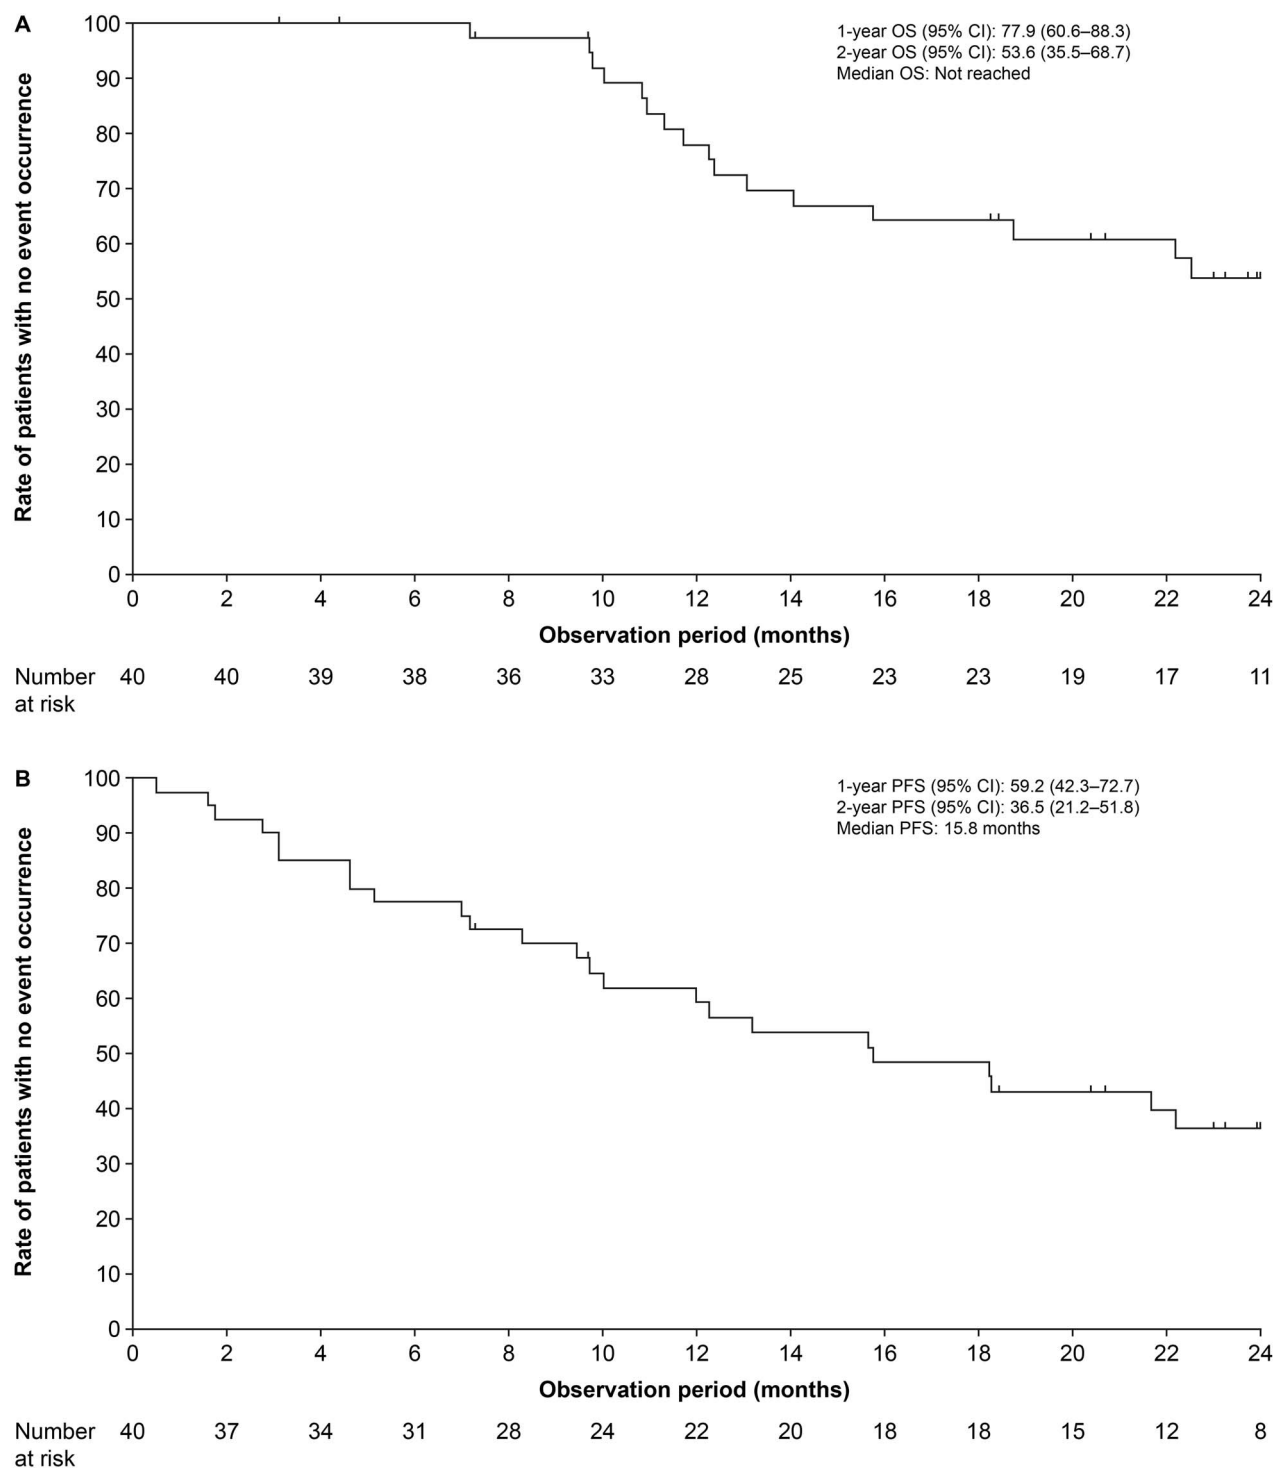 A
Rate of patients with no event occurrence
1-year OS (95% CI): 77.9 (60.6–88.3)
2-year OS (95% CI): 53.6 (35.5–68.7)
Median OS: Not reached
100
90
80
70
60
50
40
30
20
10
0
0 2 4 6 8 10 12 14 16 18 20 22 24
Observation period (months)
Number 40 40 39 38 36 33 28 25 23 23 19 17 11
at risk
B
Rate of patients with no event occurrence
1-year PFS (95% CI): 59.2 (42.3–72.7)
2-year PFS (95% CI): 36.5 (21.2–51.8)
Median PFS: 15.8 months
100
90
80
70
60
50
40
30
20
10
0
0 2 4 6 8 10 12 14 16 18 20 22 24
Observation period (months)
Number 40 37 34 31 28 24 22 20 18 18 15 12 8
at risk